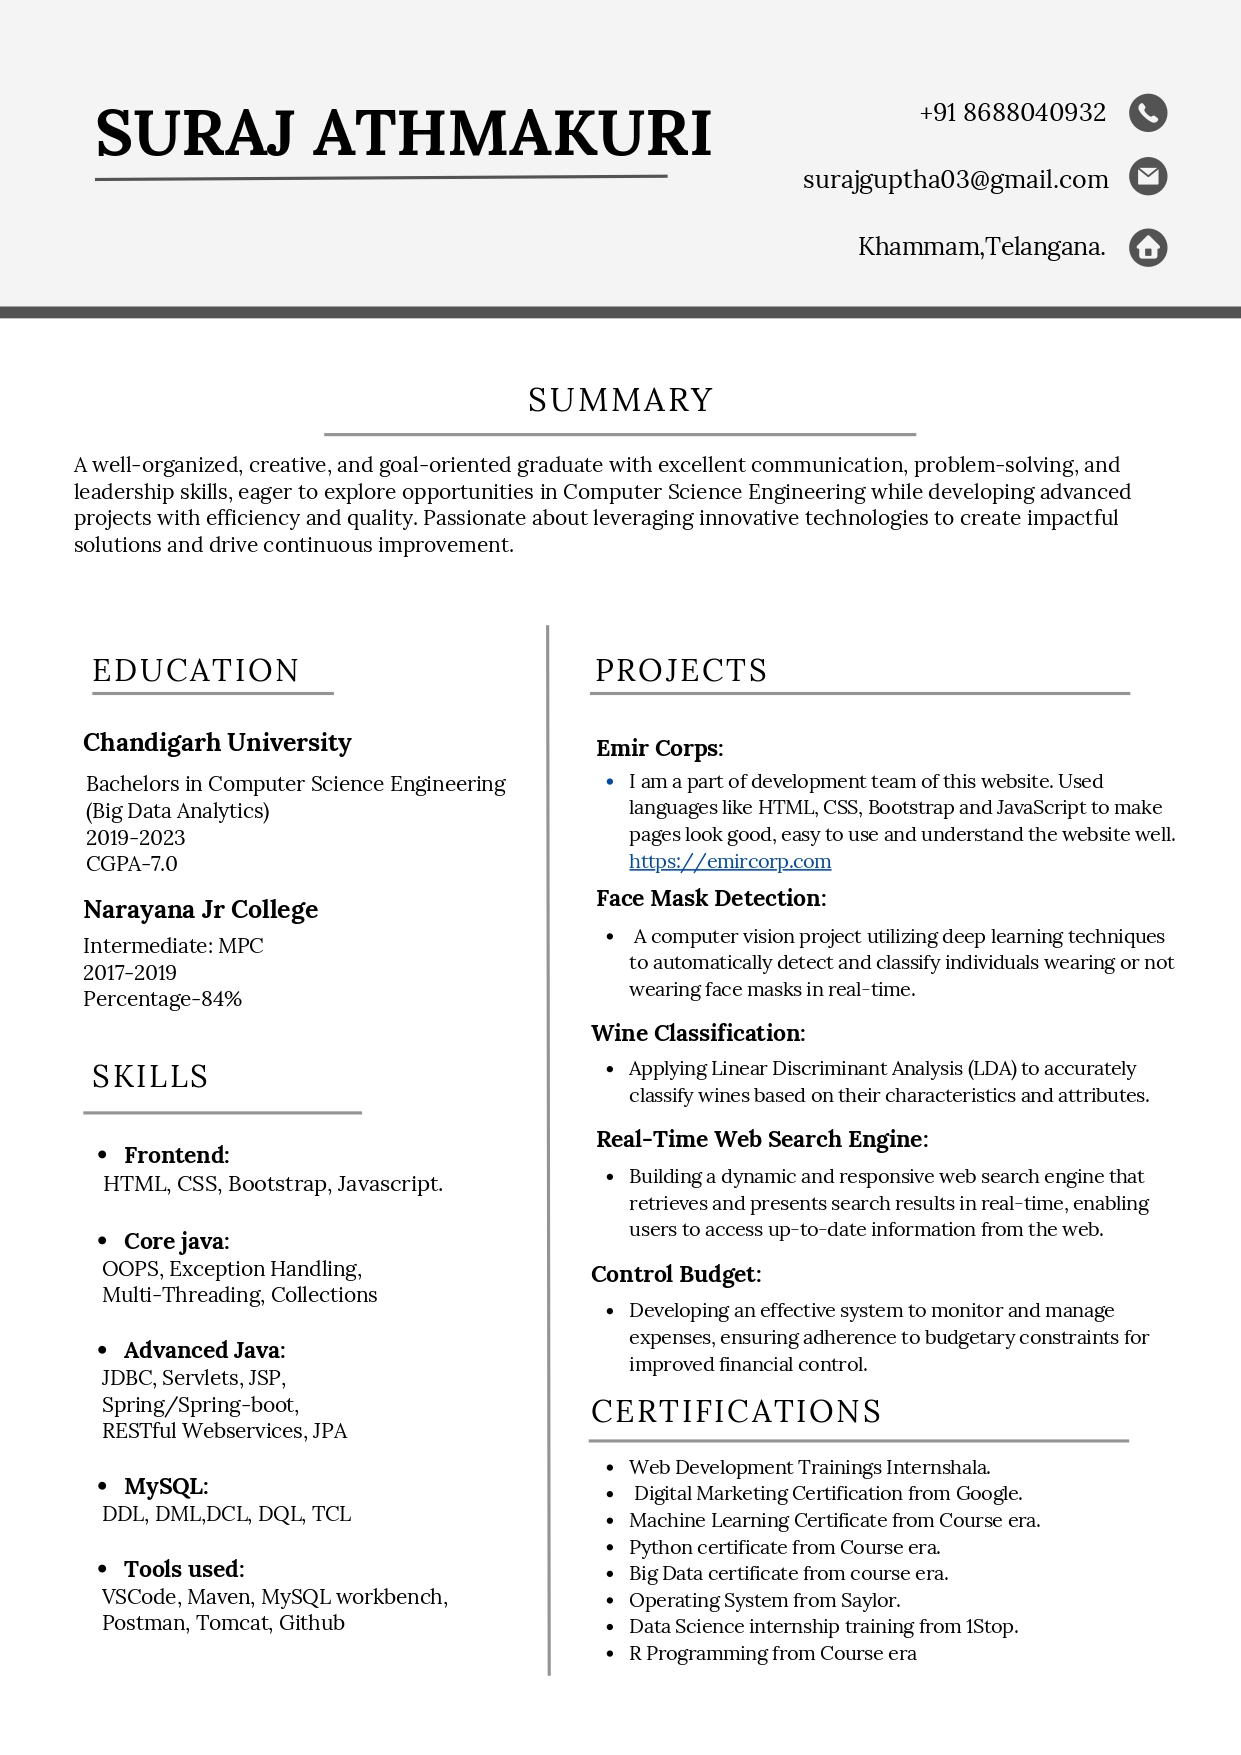 SURAJ ATHMAKURI
+91 8688040932
surajguptha03@gmail.com
Khammam,Telangana.
SUMMARY
A well-organized, creative, and goal-oriented graduate with excellent communication, problem-solving, and
leadership skills, eager to explore opportunities in Computer Science Engineering while developing advanced
projects with efficiency and quality. Passionate about leveraging innovative technologies to create impactful
solutions and drive continuous improvement.
EDUCATION
Chandigarh University
Bachelors in Computer Science Engineering
(Big Data Analytics)
2019-2023
CGPA-7.0
Narayana Jr College
Intermediate: MPC
2017-2019
Percentage-84%
SKILLS
• Frontend:
HTML, CSS, Bootstrap, Javascript.
• Core java:
OOPS, Exception Handling,
Multi-Threading, Collections
• Advanced Java:
JDBC, Servlets, JSP,
Spring/Spring-boot,
RESTful Webservices, JPA
• MySQL:
DDL, DML,DCL, DQL, TCL
• Tools used:
VSCode, Maven, MySQL workbench,
Postman, Tomcat, Github
PROJECTS
Emir Corps:
• I am a part of development team of this website. Used
languages like HTML, CSS, Bootstrap and JavaScript to make
pages look good, easy to use and understand the website well.
https://emircorp.com
Face Mask Detection:
• A computer vision project utilizing deep learning techniques
to automatically detect and classify individuals wearing or not
wearing face masks in real-time.
Wine Classification:
• Applying Linear Discriminant Analysis (LDA) to accurately
classify wines based on their characteristics and attributes.
Real-Time Web Search Engine:
• Building a dynamic and responsive web search engine that
retrieves and presents search results in real-time, enabling
users to access up-to-date information from the web.
Control Budget:
• Developing an effective system to monitor and manage
expenses, ensuring adherence to budgetary constraints for
improved financial control.
CERTIFICATIONS
• Web Development Trainings Internshala.
• Digital Marketing Certification from Google.
• Machine Learning Certificate from Course era.
• Python certificate from Course era.
• Big Data certificate from course era.
• Operating System from Saylor.
• Data Science internship training from 1Stop.
• R Programming from Course era